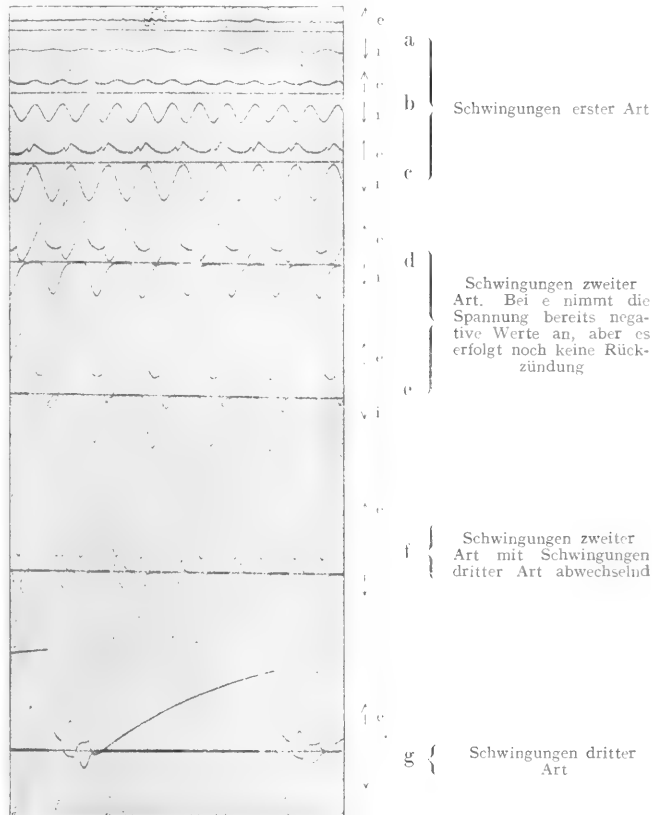 e
a
i
e
b
i
Schwingungen erster Art
e
c
i
e
d
i
Schwingungen zweiter
Art. Bei e nimmt die
Spannung bereits nega-
tive Werte an, aber es
erfolgt noch keine Rück-
zündung
e
e
i
e
Schwingungen zweiter
f
Art mit Schwingungen
dritter Art abwechselnd
e
g
Schwingungen dritter
Art